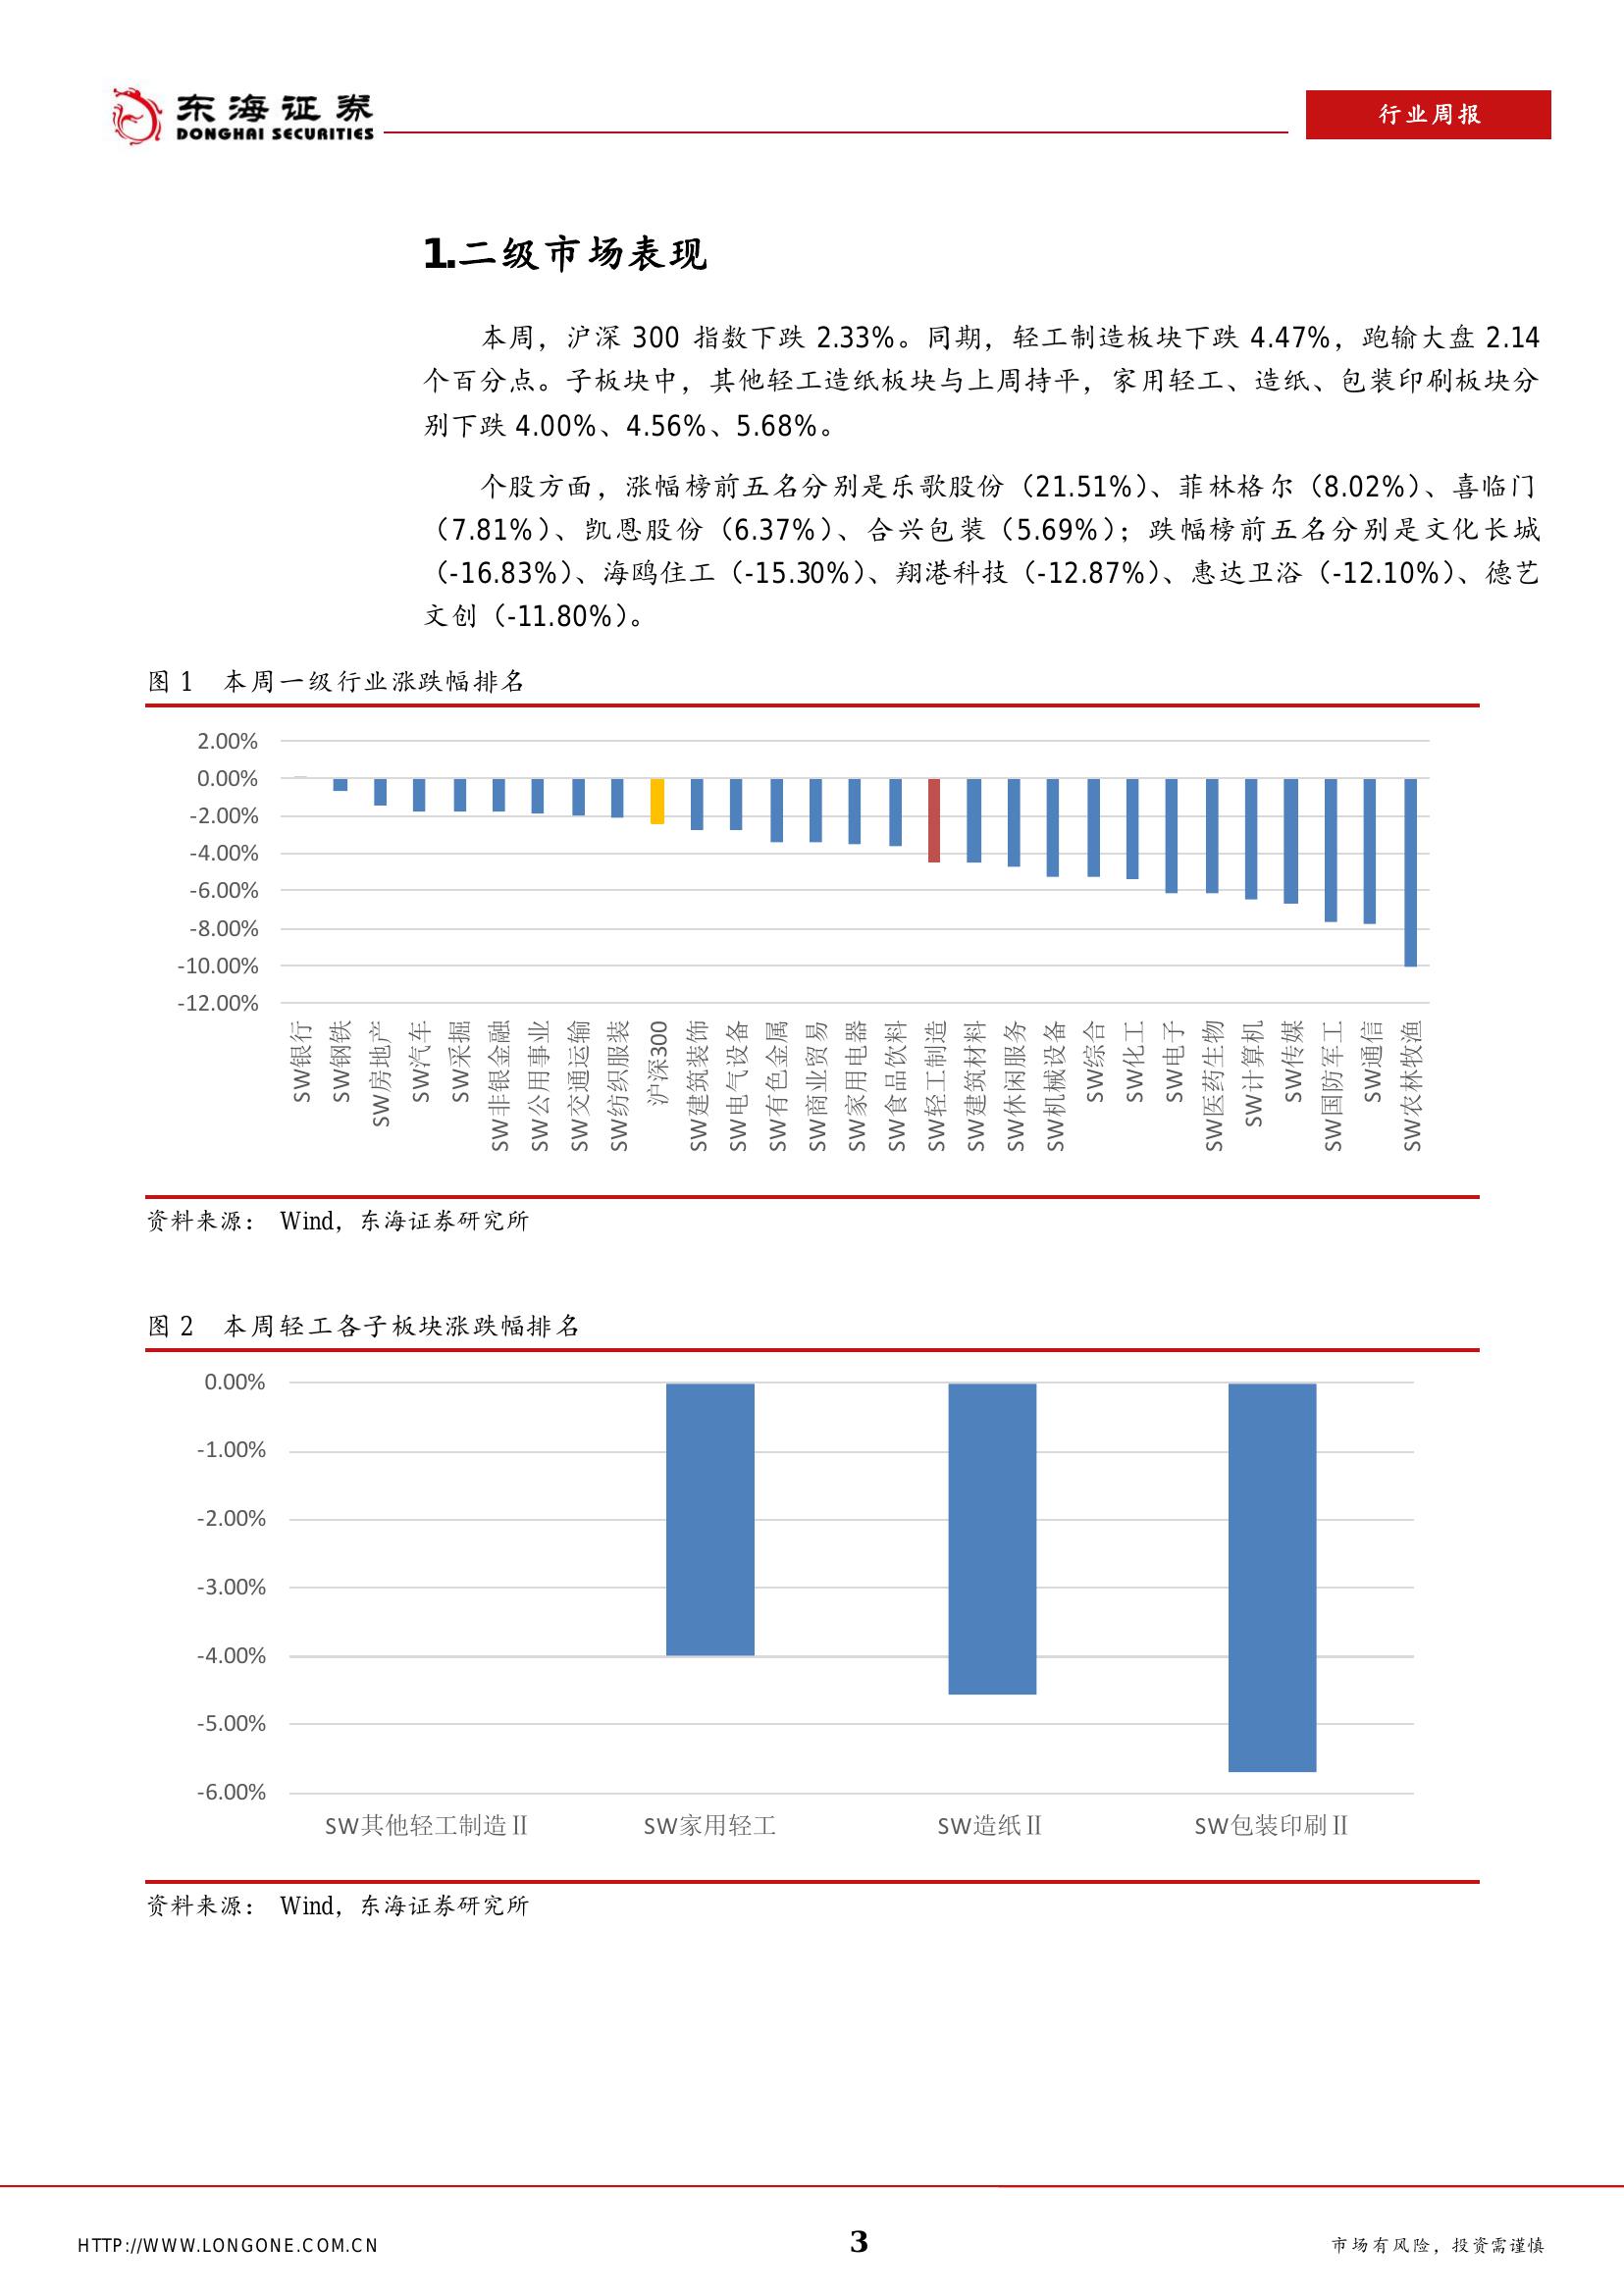 东海证券
DONGHAI SECURITIES
行业周报
1.二级市场表现
本周，沪深 300 指数下跌 2.33%。同期，轻工制造板块下跌 4.47%，跑输大盘 2.14
个百分点。子板块中，其他轻工造纸板块与上周持平，家用轻工、造纸、包装印刷板块分
别下跌 4.00%、4.56%、5.68%。
个股方面，涨幅榜前五名分别是乐歌股份（21.51%）、菲林格尔（8.02%）、喜临门
（7.81%）、凯恩股份（6.37%）、合兴包装（5.69%）；跌幅榜前五名分别是文化长城
（-16.83%）、海鸥住工（-15.30%）、翔港科技（-12.87%）、惠达卫浴（-12.10%）、德艺
文创（-11.80%）。
图 1 本周一级行业涨跌幅排名
2.00%
0.00%
-2.00%
-4.00%
-6.00%
-8.00%
-10.00%
-12.00%
SW银行
SW钢铁
SW房地产
SW汽车
SW采掘
SW非银金融
SW公用事业
SW交通运输
SW纺织服装
沪深300
SW建筑装饰
SW电气设备
SW有色金属
SW商业贸易
SW家用电器
SW食品饮料
SW轻工制造
SW建筑材料
SW休闲服务
SW机械设备
SW综合
SW化工
SW电子
SW医药生物
SW计算机
SW传媒
SW国防军工
SW通信
SW农林牧渔
资料来源： Wind，东海证券研究所
图 2 本周轻工各子板块涨跌幅排名
0.00%
-1.00%
-2.00%
-3.00%
-4.00%
-5.00%
-6.00%
SW其他轻工制造Ⅱ SW家用轻工 SW造纸Ⅱ SW包装印刷Ⅱ
资料来源： Wind，东海证券研究所
HTTP://WWW.LONGONE.COM.CN 3 市场有风险，投资需谨慎